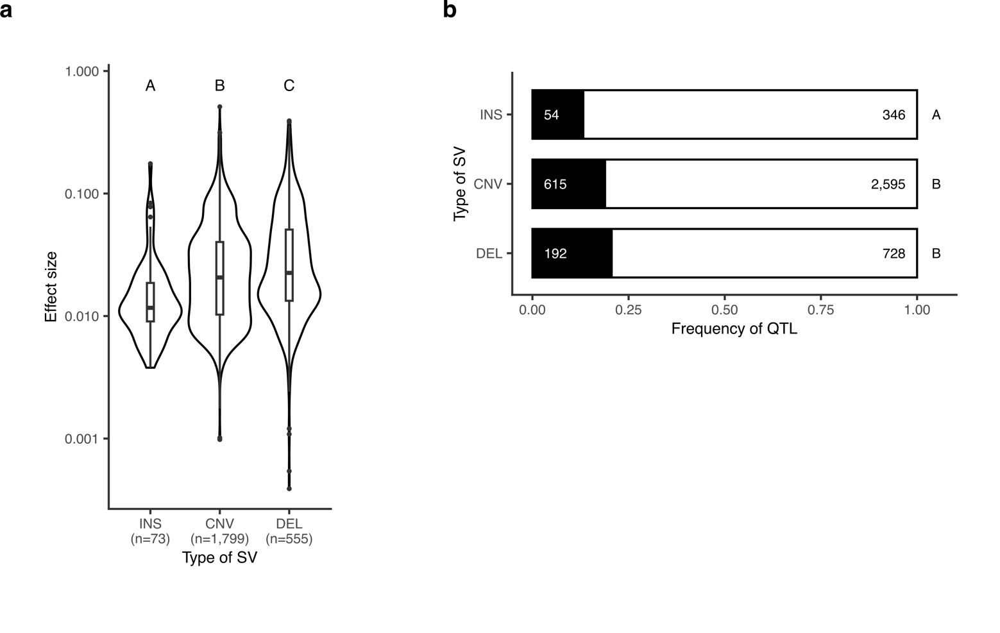 a
Effect size
1.000
0.100
0.010
0.001
A B C
INS CNV DEL
(n=73) (n=1,799) (n=555)
Type of SV
b
Type of SV
INS 54 346 A
CNV 615 2,595 B
DEL 192 728 B
0.00 0.25 0.50 0.75 1.00
Frequency of QTL